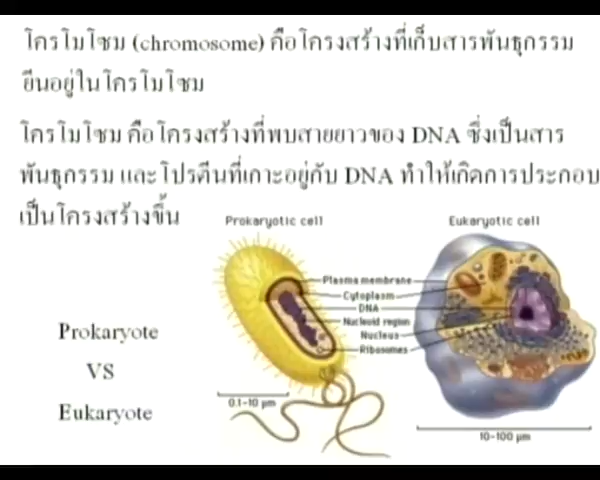 โครโมโซม (chromosome) คือโครงสร้างที่เก็บสารพันธุกรรม
ยีนอยู่ในโครโมโซม
โครโมโซม คือโครงสร้างที่พบสายยาวของ DNA ซึ่งเป็นสาร
พันธุกรรม และโปรตีนที่เกาะอยู่กับ DNA ทำให้เกิดการประกอบ
เป็นโครงสร้างขึ้น
Prokaryotic cell
Eukaryotic cell
Plasma membrane
Cytoplasm
DNA
Nucleoid region
Nucleus
Ribosomes
Prokaryote
VS
Eukaryote
0.1-10 µm
10-100 µm